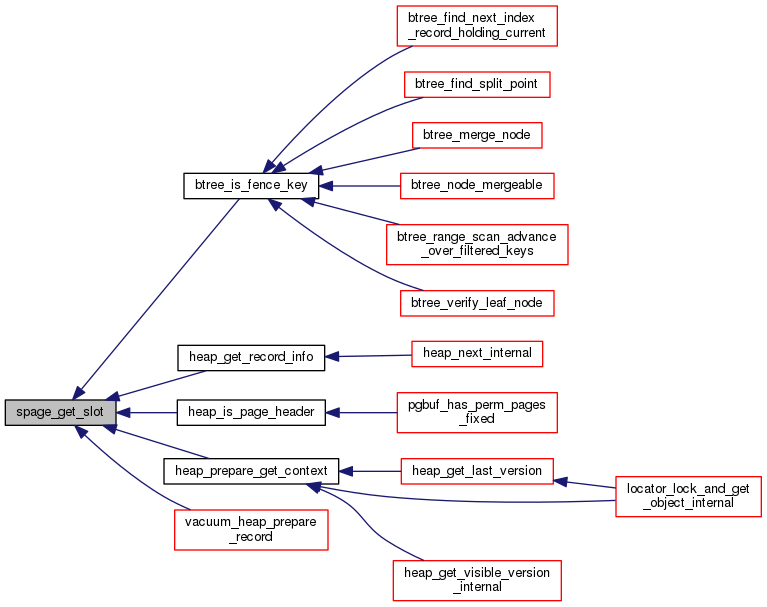 btree_find_next_index
_record_holding_current
btree_find_split_point
btree_merge_node
btree_is_fence_key
btree_node_mergeable
btree_range_scan_advance
_over_filtered_keys
btree_verify_leaf_node
heap_get_record_info
heap_next_internal
spage_get_slot
heap_is_page_header
pgbuf_has_perm_pages
_fixed
heap_prepare_get_context
heap_get_last_version
locator_lock_and_get
_object_internal
vacuum_heap_prepare
_record
heap_get_visible_version
_internal